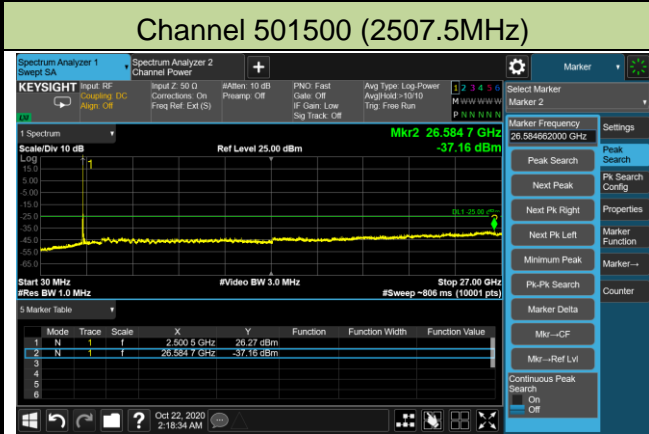 Channel 501500 (2507.5MHz)
Spectrum Analyzer 1
Swept SA
Spectrum Analyzer 2
Channel Power
Marker
KEYSIGHT
Input: RF
Coupling: DC
Align: Off
Input Z: 50 Ω
Corrections: On
Freq Ref: Ext (S)
#Atten: 10 dB
Preamp: Off
PNO: Fast
Gate: Off
IF Gain: Low
Sig Track: Off
Avg Type: Log-Power
Avg|Hold:>10/10
Trig: Free Run
1 2 3 4 5 6
M W W W W W
P N N N N N
LXI
Select Marker
Marker 2
1 Spectrum
Scale/Div 10 dB
Ref Level 25.00 dBm
Mkr2 26.584 7 GHz
-37.16 dBm
Log
15.0
5.00
-5.00
-15.0
-25.0
-35.0
-45.0
-55.0
-65.0
1
DL1 -25.00 dBm
2
Start 30 MHz
#Res BW 1.0 MHz
#Video BW 3.0 MHz
Stop 27.00 GHz
#Sweep ~806 ms (10001 pts)
5 Marker Table
Mode Trace Scale X Y Function Function Width Function Value
1 N 1 f 2.500 5 GHz 26.27 dBm
2 N 1 f 26.584 7 GHz -37.16 dBm
3
4
5
6
Marker Frequency
26.584662000 GHz
Peak Search
Next Peak
Next Pk Right
Next Pk Left
Minimum Peak
Pk-Pk Search
Marker Delta
Mkr→CF
Mkr→Ref Lvl
Continuous Peak
Search
On
Off
Settings
Peak
Search
Pk Search
Config
Properties
Marker
Function
Marker→
Counter
?
Oct 22, 2020
2:18:34 AM